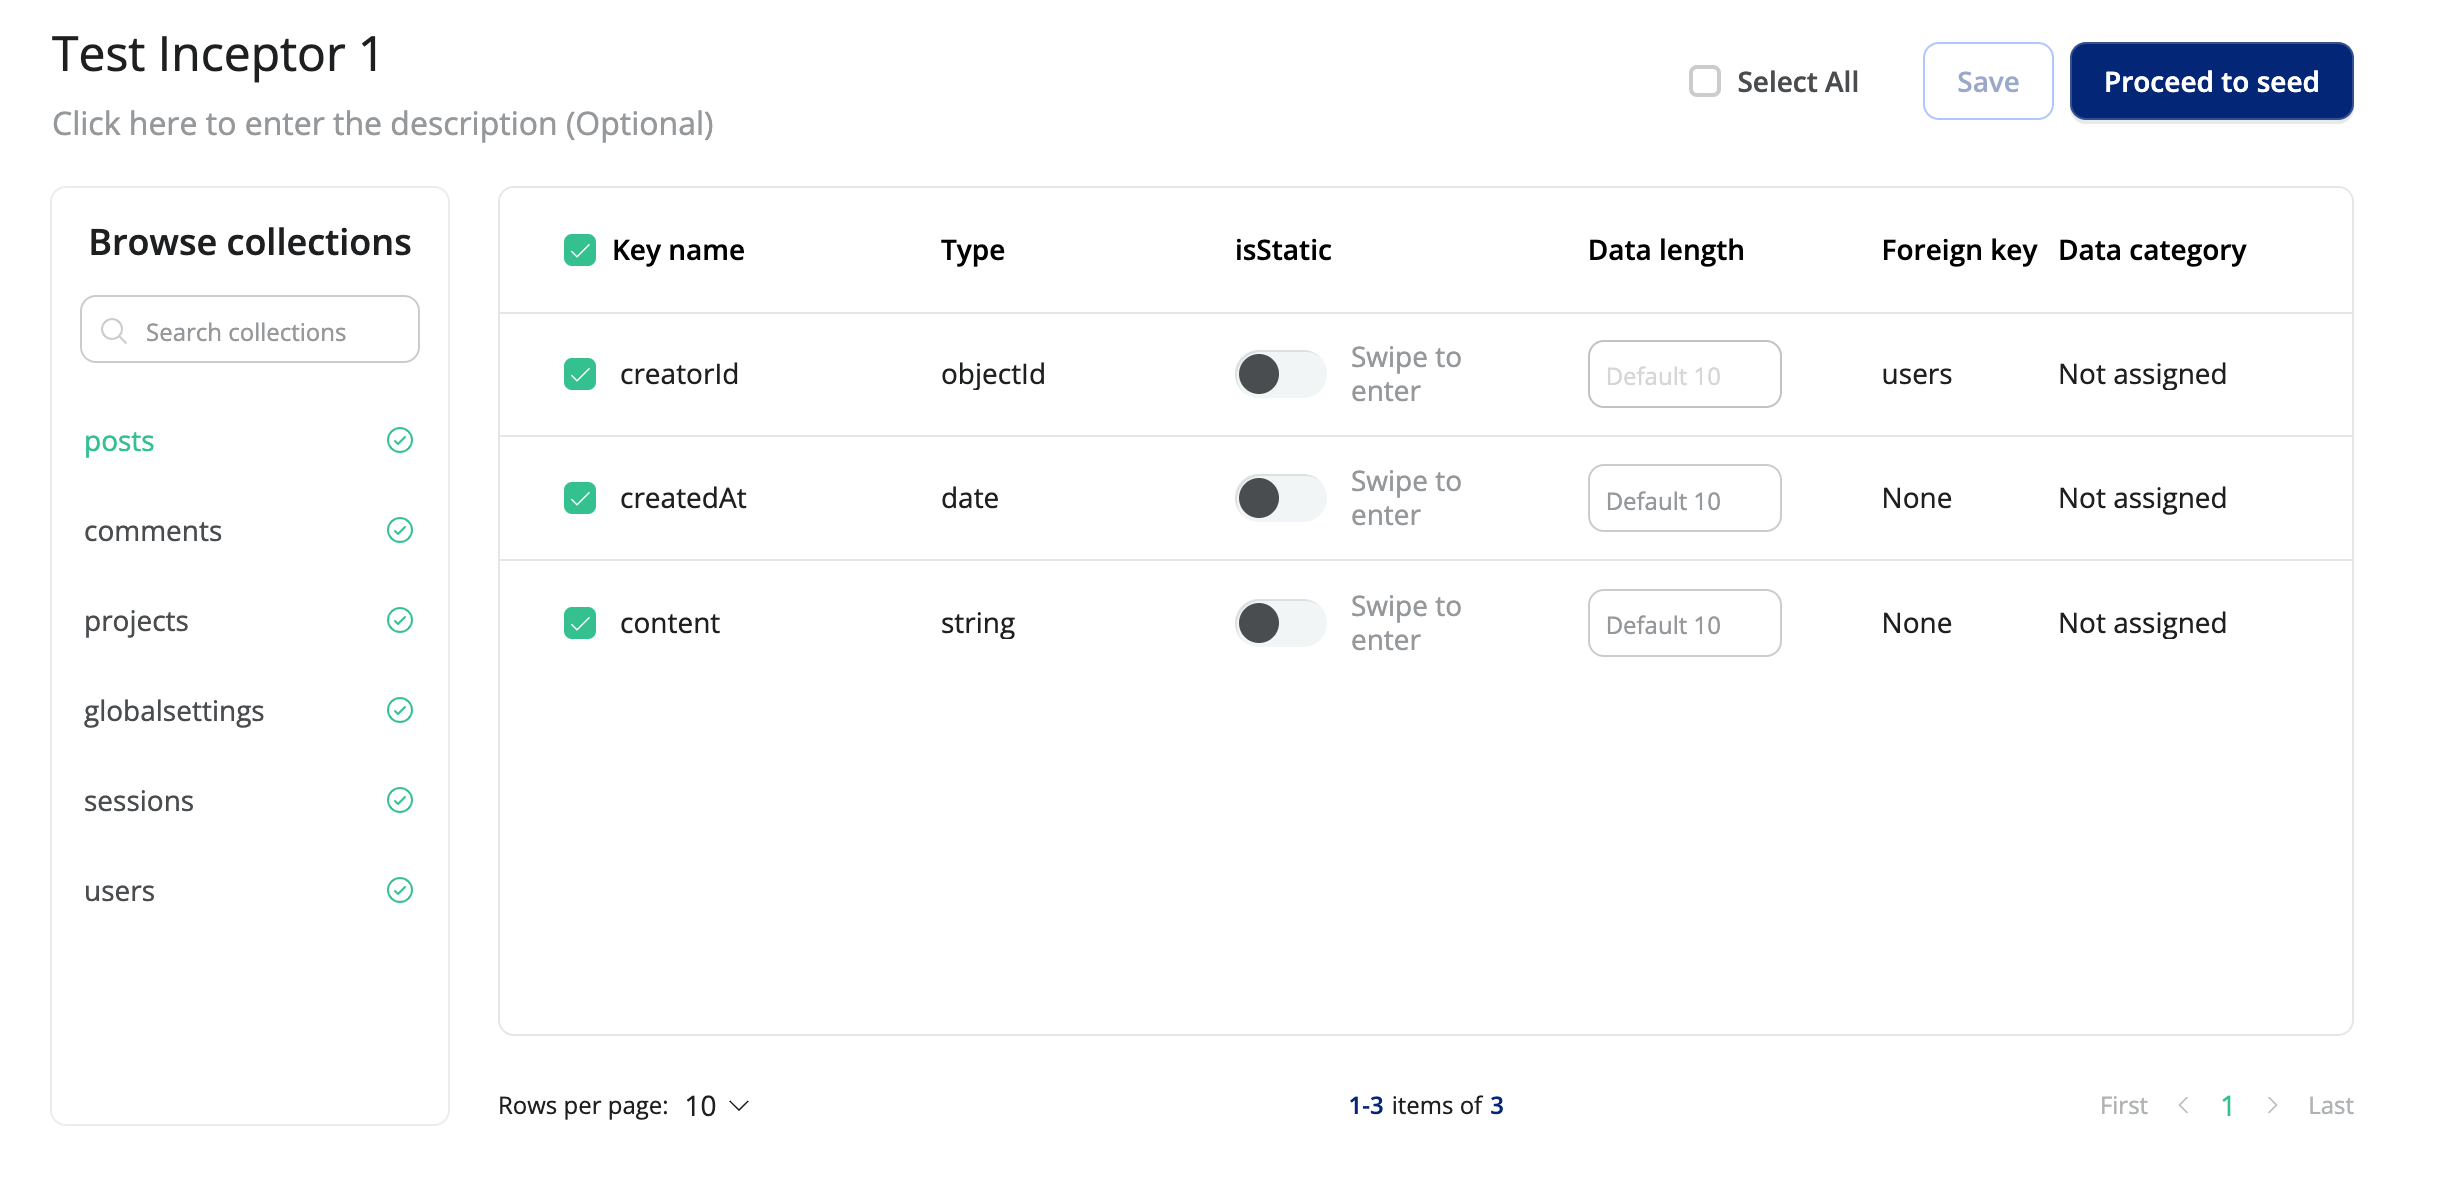 Test Inceptor 1
Click here to enter the description (Optional)
Select All
Save
Proceed to seed
Browse collections
Search collections
posts
comments
projects
globalsettings
sessions
users
Key name Type isStatic Data length Foreign key Data category
creatorId objectId Swipe to enter Default 10 users Not assigned
createdAt date Swipe to enter Default 10 None Not assigned
content string Swipe to enter Default 10 None Not assigned
Rows per page: 10
1-3 items of 3
First 1 Last